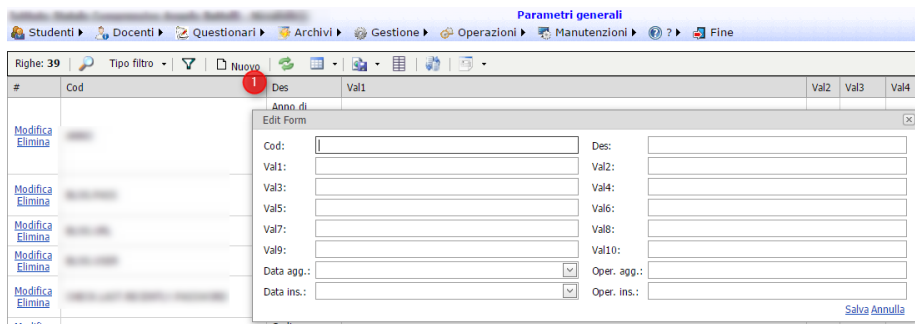 Parametri generali
Studenti Docenti Questionari Archivi Gestione Operazioni Manutenzioni ? Fine
Righe: 39 Tipo filtro Nuovo
1
# Cod Des Val1 Val2 Val3 Val4
Anno di
Modifica
Elimina
Edit Form
Cod: Des:
Val1: Val2:
Val3: Val4:
Modifica
Elimina
Val5: Val6:
Val7: Val8:
Modifica
Elimina
Val9: Val10:
Modifica
Elimina
Data agg.: Oper. agg.:
Data ins.: Oper. ins.:
Modifica
Elimina
Salva Annulla